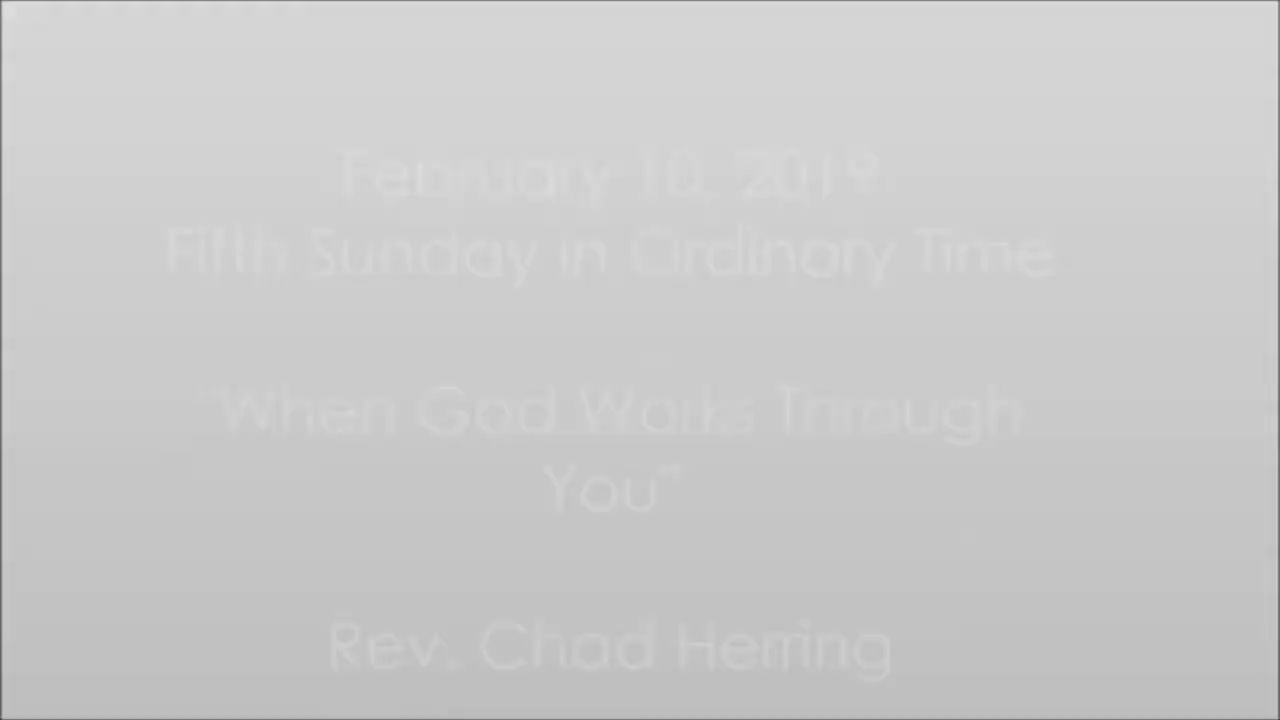 February 10, 2019
Fifth Sunday in Ordinary Time
"When God Works Through
You"
Rev. Chad Herring